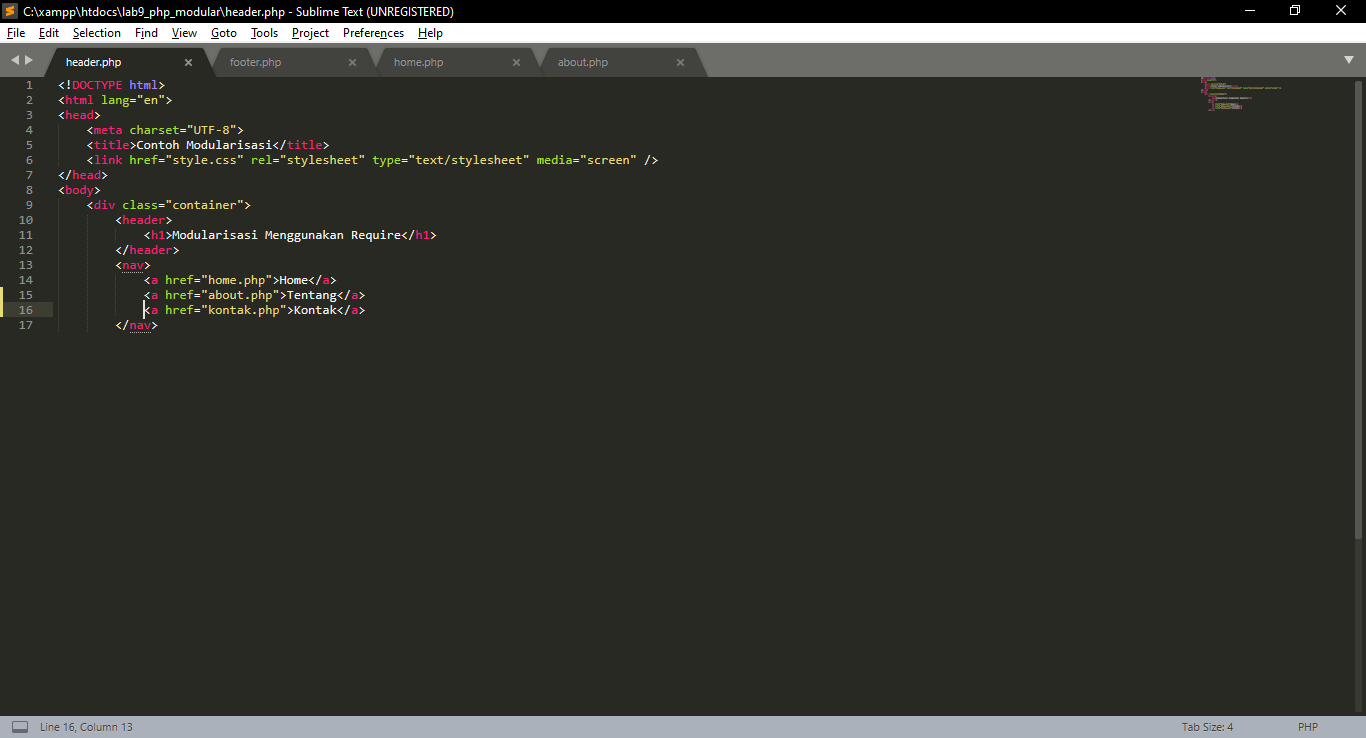 C:\xampp\htdocs\lab9_php_modular\header.php - Sublime Text (UNREGISTERED)
File Edit Selection Find View Goto Tools Project Preferences Help
header.php footer.php home.php about.php
1 <!DOCTYPE html>
2 <html lang="en">
3 <head>
4     <meta charset="UTF-8">
5     <title>Contoh Modularisasi</title>
6     <link href="style.css" rel="stylesheet" type="text/stylesheet" media="screen" />
7 </head>
8 <body>
9     <div class="container">
10         <header>
11             <h1>Modularisasi Menggunakan Require</h1>
12         </header>
13         <nav>
14             <a href="home.php">Home</a>
15             <a href="about.php">Tentang</a>
16             <a href="kontak.php">Kontak</a>
17         </nav>
Line 16, Column 13 Tab Size: 4 PHP